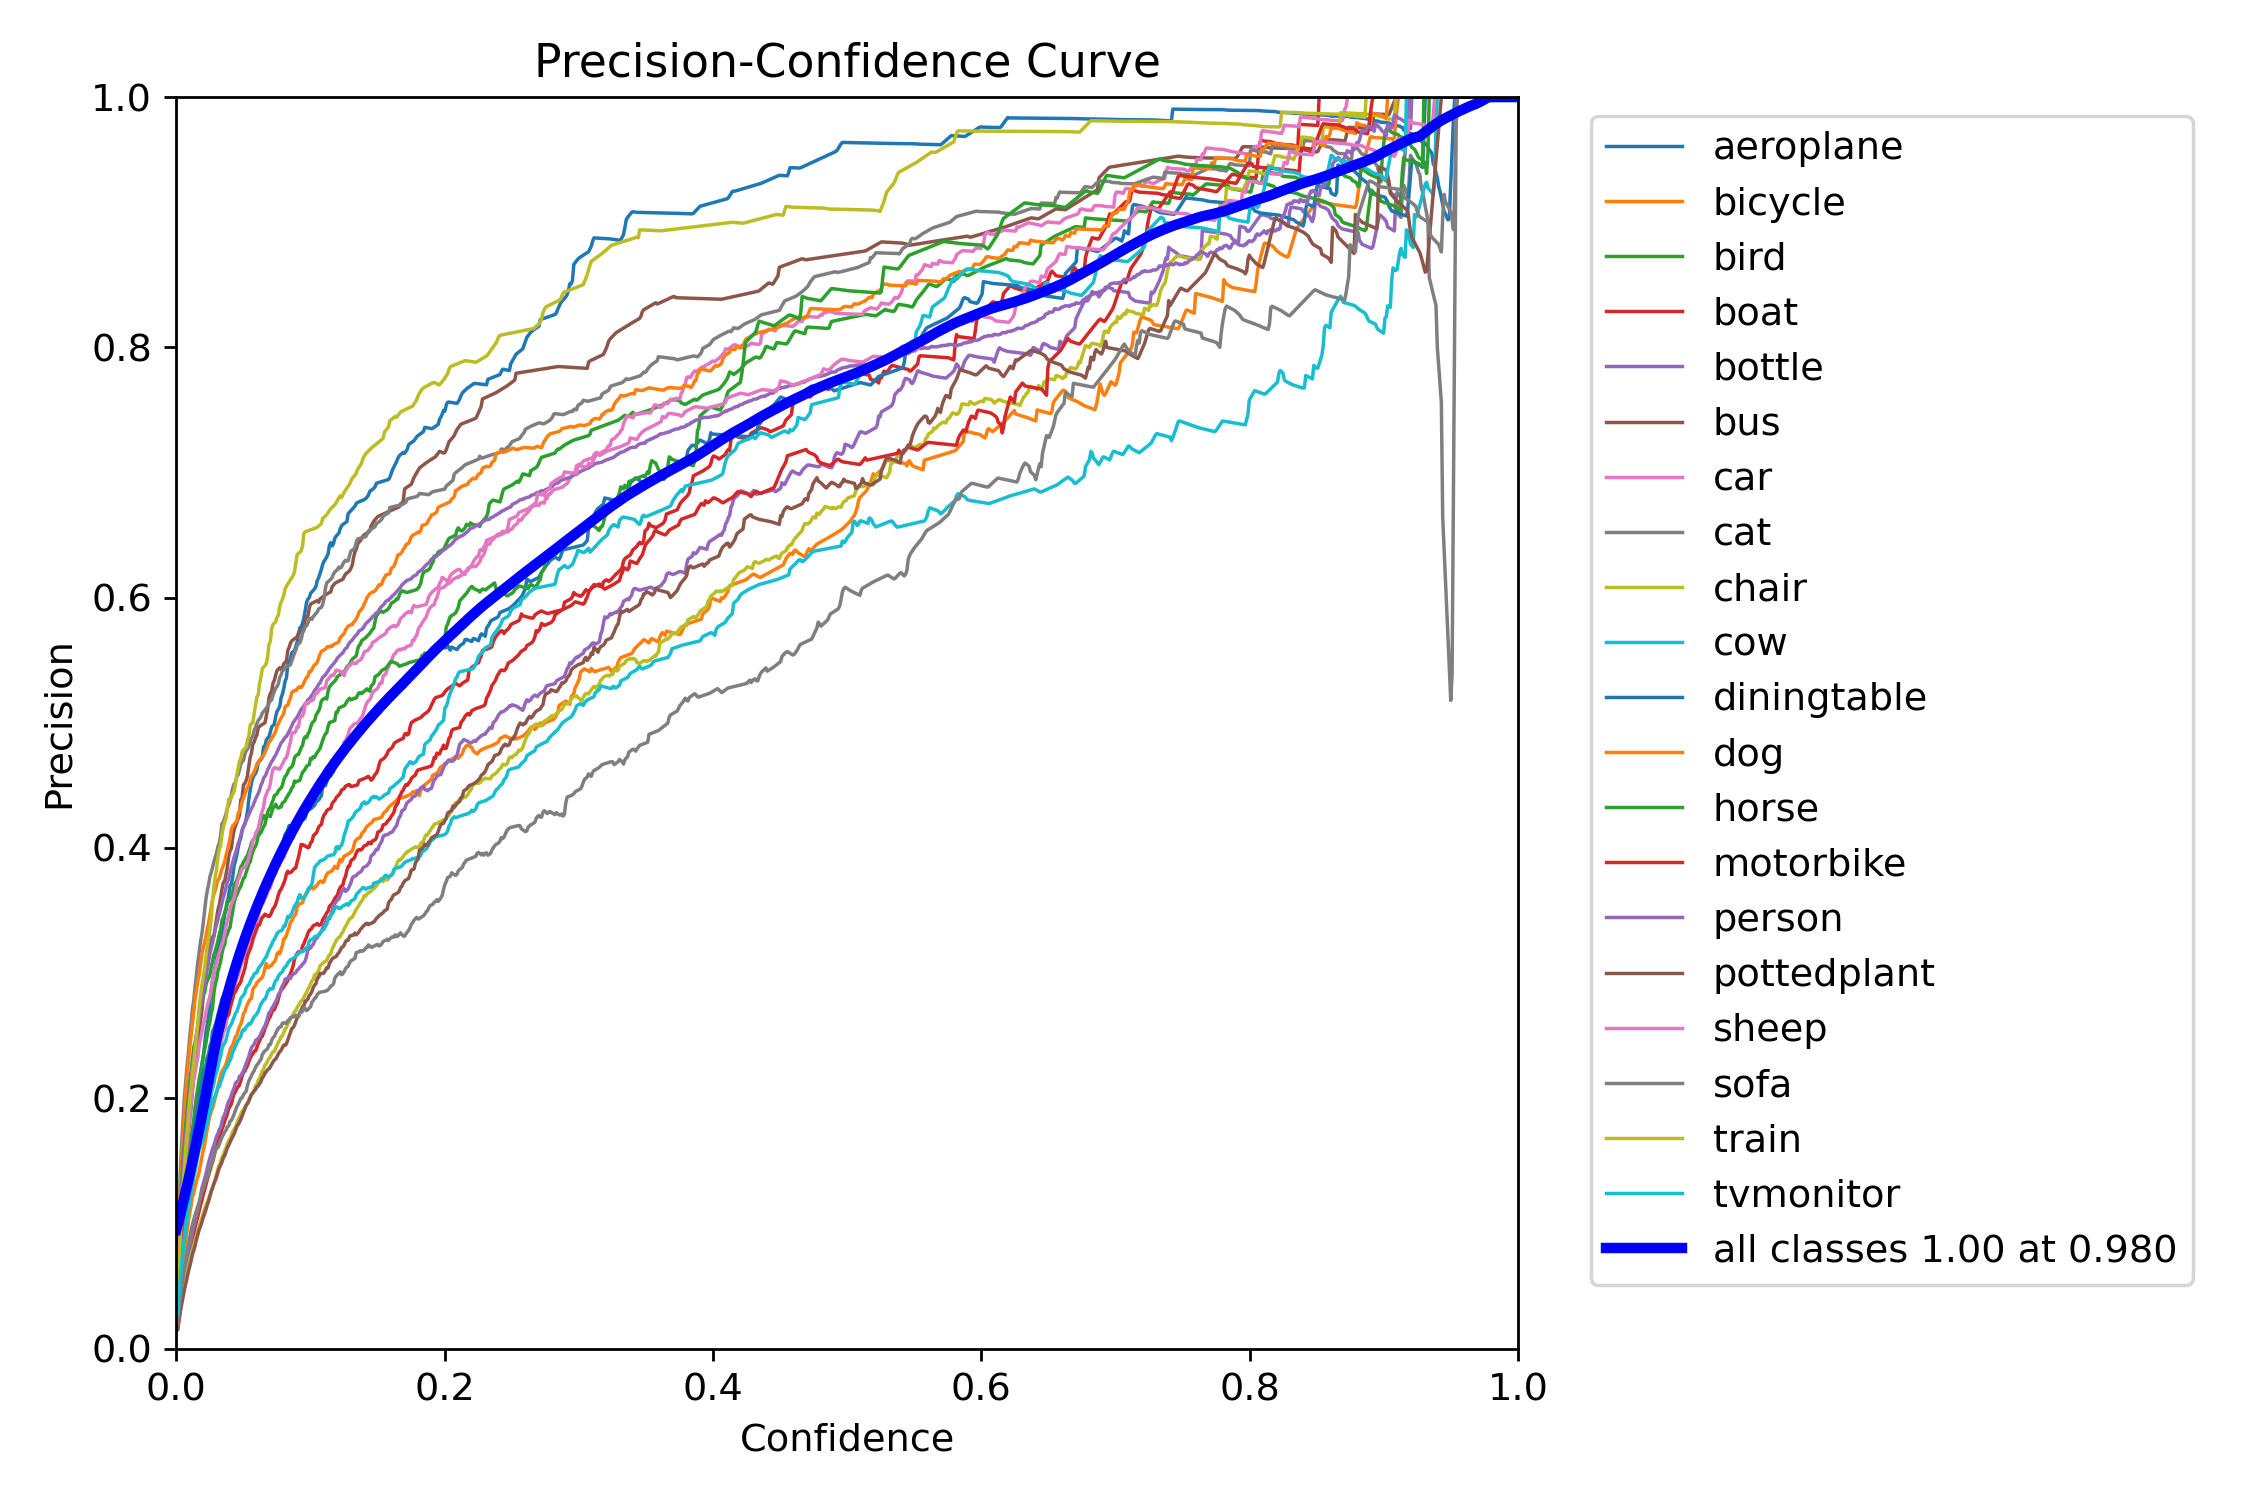 Precision-Confidence Curve
1.0
0.8
0.6
0.4
0.2
0.0
Precision
0.0 0.2 0.4 0.6 0.8 1.0
Confidence
aeroplane
bicycle
bird
boat
bottle
bus
car
cat
chair
cow
diningtable
dog
horse
motorbike
person
pottedplant
sheep
sofa
train
tvmonitor
all classes 1.00 at 0.980